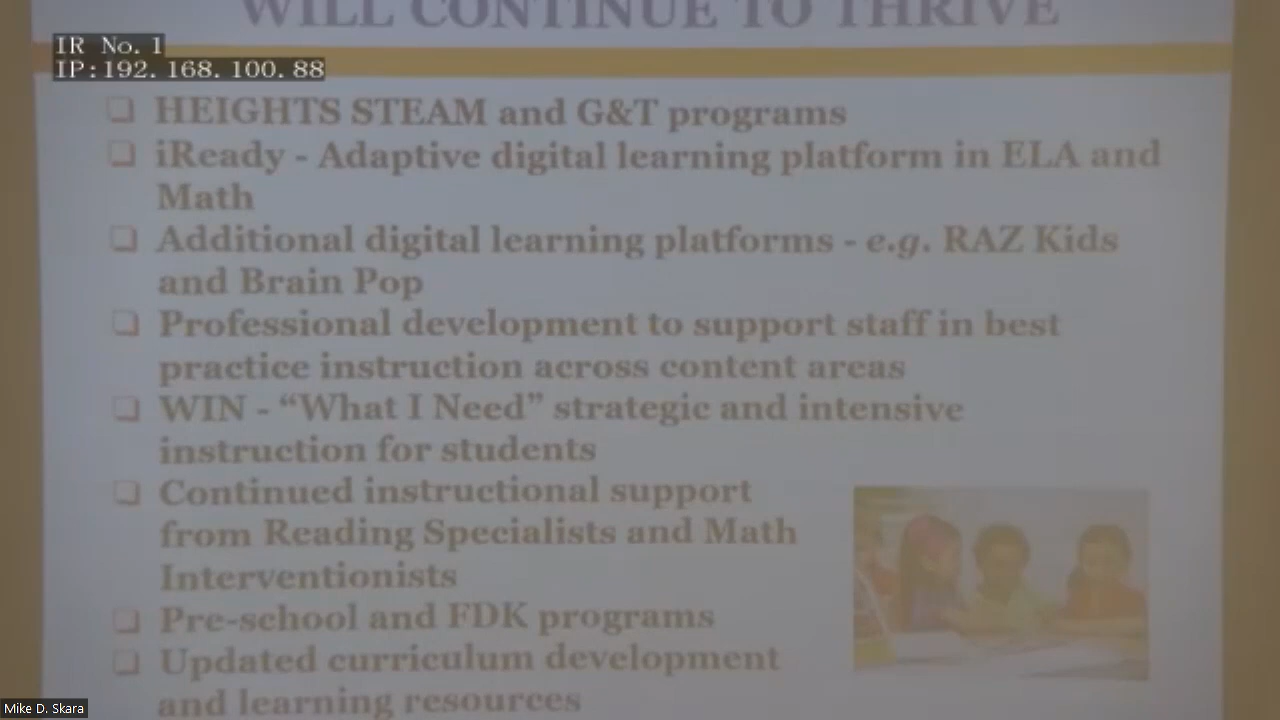 WILL CONTINUE TO THRIVE
IR No. 1
IP:192.168.100.88
❑ HEIGHTS STEAM and G&T programs
❑ iReady - Adaptive digital learning platform in ELA and
Math
❑ Additional digital learning platforms - e.g. RAZ Kids
and Brain Pop
❑ Professional development to support staff in best
practice instruction across content areas
❑ WIN - “What I Need” strategic and intensive
instruction for students
❑ Continued instructional support
from Reading Specialists and Math
Interventionists
❑ Pre-school and FDK programs
❑ Updated curriculum development
and learning resources
Mike D. Skara